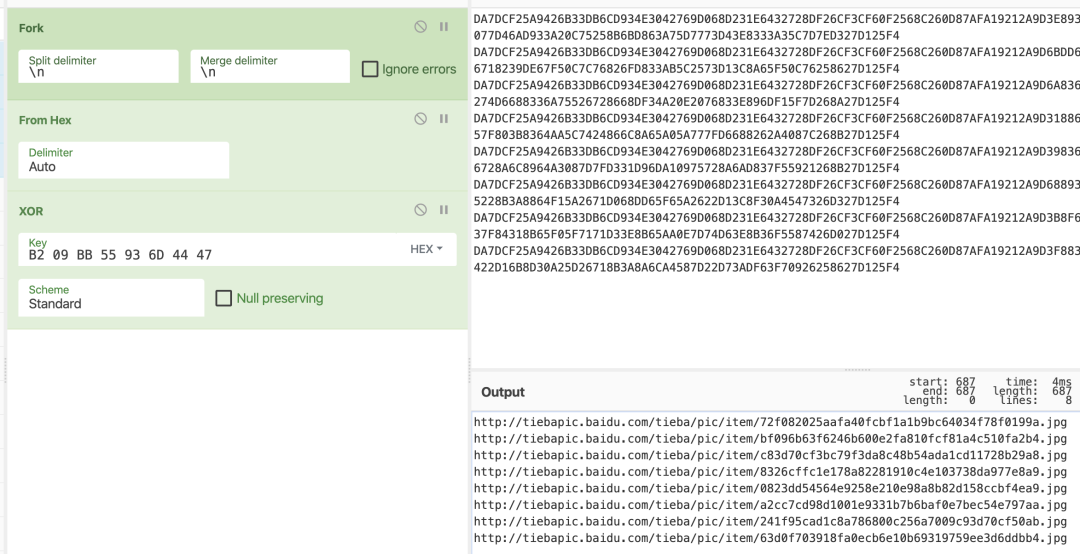 Fork
Split delimiter
\n
Merge delimiter
\n
Ignore errors
From Hex
Delimiter
Auto
XOR
Key
B2 09 BB 55 93 6D 44 47
HEX
Scheme
Standard
Null preserving
DA7DCF25A9426B33DB6CD934E3042769D068D231E6432728DF26CF3CF60F2568C260D87AFA19212A9D3E893
077D46AD933A20C75258B6BD863A75D7773D43E8333A35C7D7ED327D125F4
DA7DCF25A9426B33DB6CD934E3042769D068D231E6432728DF26CF3CF60F2568C260D87AFA19212A9D6BDD6
6718239DE67F50C7C76826FD833AB5C2573D13C8A65F50C76258627D125F4
DA7DCF25A9426B33DB6CD934E3042769D068D231E6432728DF26CF3CF60F2568C260D87AFA19212A9D6A836
274D6688336A75526728668DF34A20E2076833E896DF15F7D268A27D125F4
DA7DCF25A9426B33DB6CD934E3042769D068D231E6432728DF26CF3CF60F2568C260D87AFA19212A9D31886
57F803B8364AA5C7424866C8A65A05A777FD6688262A4087C268B27D125F4
DA7DCF25A9426B33DB6CD934E3042769D068D231E6432728DF26CF3CF60F2568C260D87AFA19212A9D39836
6728A6C8964A3087D7FD331D96DA10975728A6AD837F55921268B27D125F4
DA7DCF25A9426B33DB6CD934E3042769D068D231E6432728DF26CF3CF60F2568C260D87AFA19212A9D68893
5228B3A8864F15A2671D068DD65F65A2622D13C8F30A4547326D327D125F4
DA7DCF25A9426B33DB6CD934E3042769D068D231E6432728DF26CF3CF60F2568C260D87AFA19212A9D3B8F6
37F84318B65F05F7171D33E8B65AA0E7D74D63E8B36F5587426D027D125F4
DA7DCF25A9426B33DB6CD934E3042769D068D231E6432728DF26CF3CF60F2568C260D87AFA19212A9D3F883
422D16B8D30A25D26718B3A8A6CA4587D22D73ADF63F70926258627D125F4
Output
start: 687
end: 687
length: 0
time: 4ms
length: 687
lines: 8
http://tiebapic.baidu.com/tieba/pic/item/72f082025aafa40fcbf1a1b9bc64034f78f0199a.jpg
http://tiebapic.baidu.com/tieba/pic/item/bf096b63f6246b600e2fa810fcf81a4c510fa2b4.jpg
http://tiebapic.baidu.com/tieba/pic/item/c83d70cf3bc79f3da8c48b54ada1cd11728b29a8.jpg
http://tiebapic.baidu.com/tieba/pic/item/8326cffc1e178a82281910c4e103738da977e8a9.jpg
http://tiebapic.baidu.com/tieba/pic/item/0823dd54564e9258e210e98a8b82d158ccbf4ea9.jpg
http://tiebapic.baidu.com/tieba/pic/item/a2cc7cd98d1001e9331b7b6baf0e7bec54e797aa.jpg
http://tiebapic.baidu.com/tieba/pic/item/241f95cad1c8a786800c256a7009c93d70cf50ab.jpg
http://tiebapic.baidu.com/tieba/pic/item/63d0f703918fa0ecb6e10b69319759ee3d6ddbb4.jpg